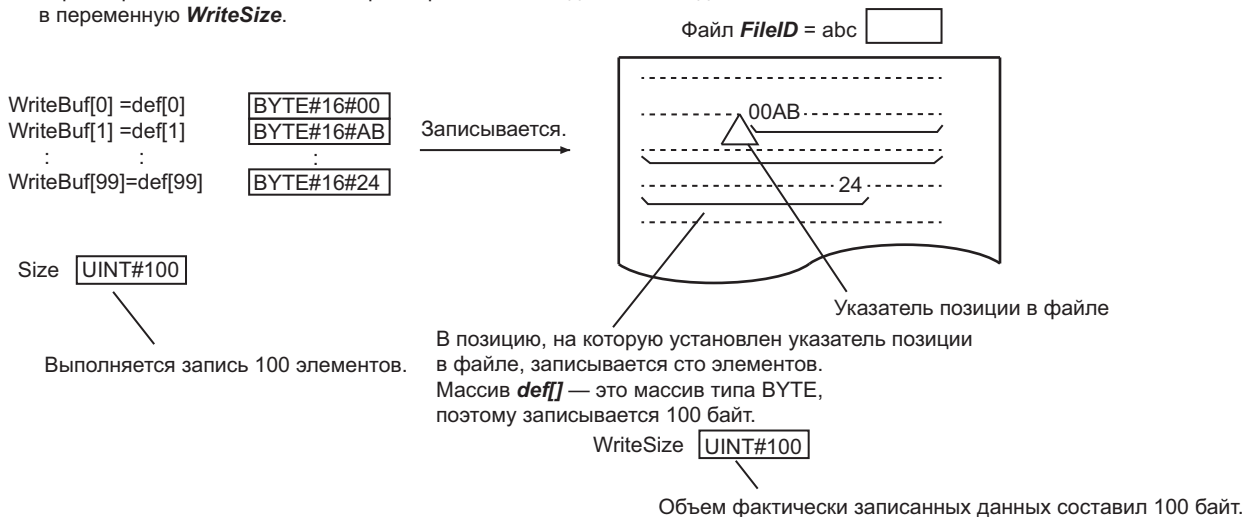 в переменную WriteSize.
Файл FileID = abc
WriteBuf[0] =def[0] BYTE#16#00
WriteBuf[1] =def[1] BYTE#16#AB
: : :
WriteBuf[99]=def[99] BYTE#16#24
Записывается.
00AB
24
Size UINT#100
Указатель позиции в файле
Выполняется запись 100 элементов.
В позицию, на которую установлен указатель позиции
в файле, записывается сто элементов.
Массив def[] — это массив типа BYTE,
поэтому записывается 100 байт.
WriteSize UINT#100
Объем фактически записанных данных составил 100 байт.